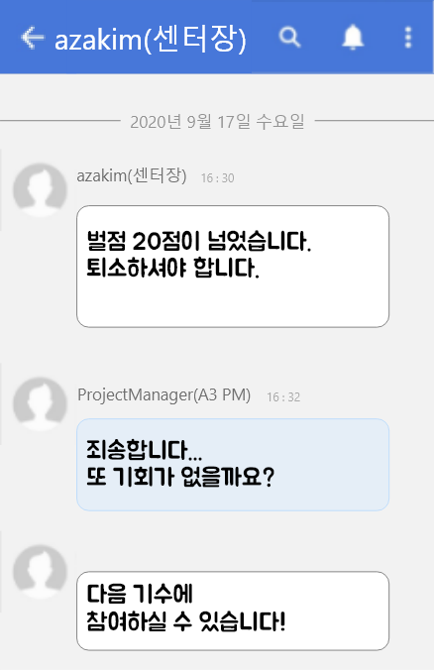 azakim(센터장)
2020년 9월 17일 수요일
azakim(센터장) 16:30
벌점 20점이 넘었습니다.
퇴소하셔야 합니다.
ProjectManager(A3 PM) 16:32
죄송합니다...
또 기회가 없을까요?
다음 기수에
참여하실 수 있습니다!